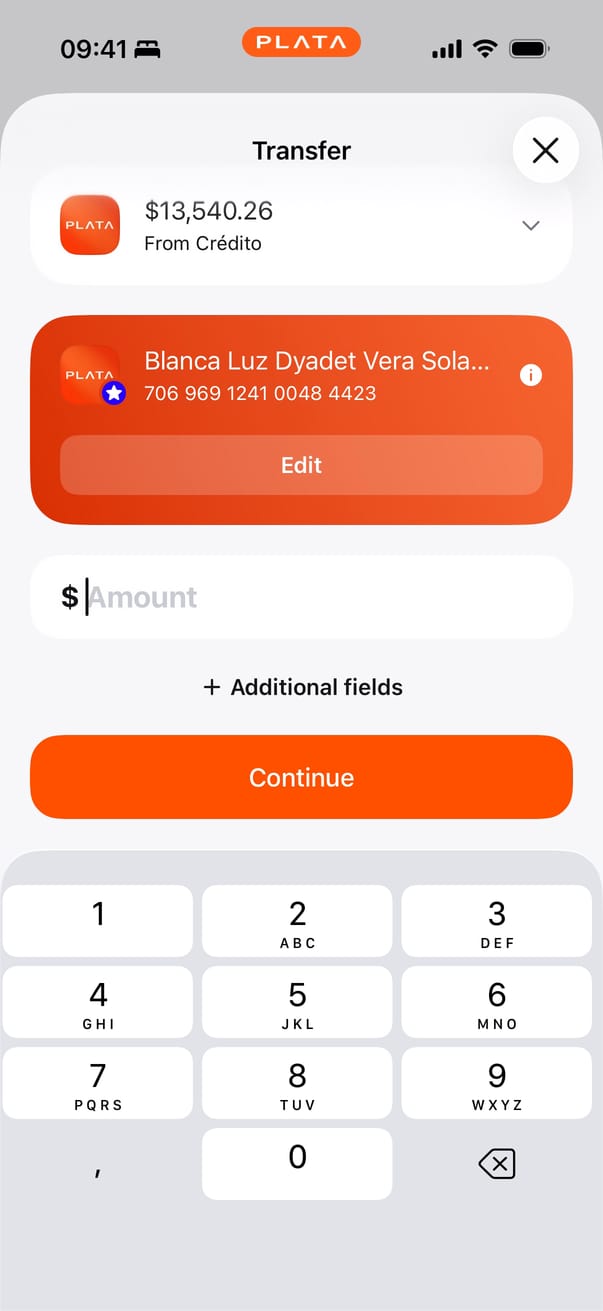 09:41
PLATA
Transfer
PLATA
$13,540.26
From Crédito
PLATA
Blanca Luz Dyadet Vera Sola...
706 969 1241 0048 4423
Edit
$ Amount
+ Additional fields
Continue
1
2
ABC
3
DEF
4
GHI
5
JKL
6
MNO
7
PQRS
8
TUV
9
WXYZ
,
0